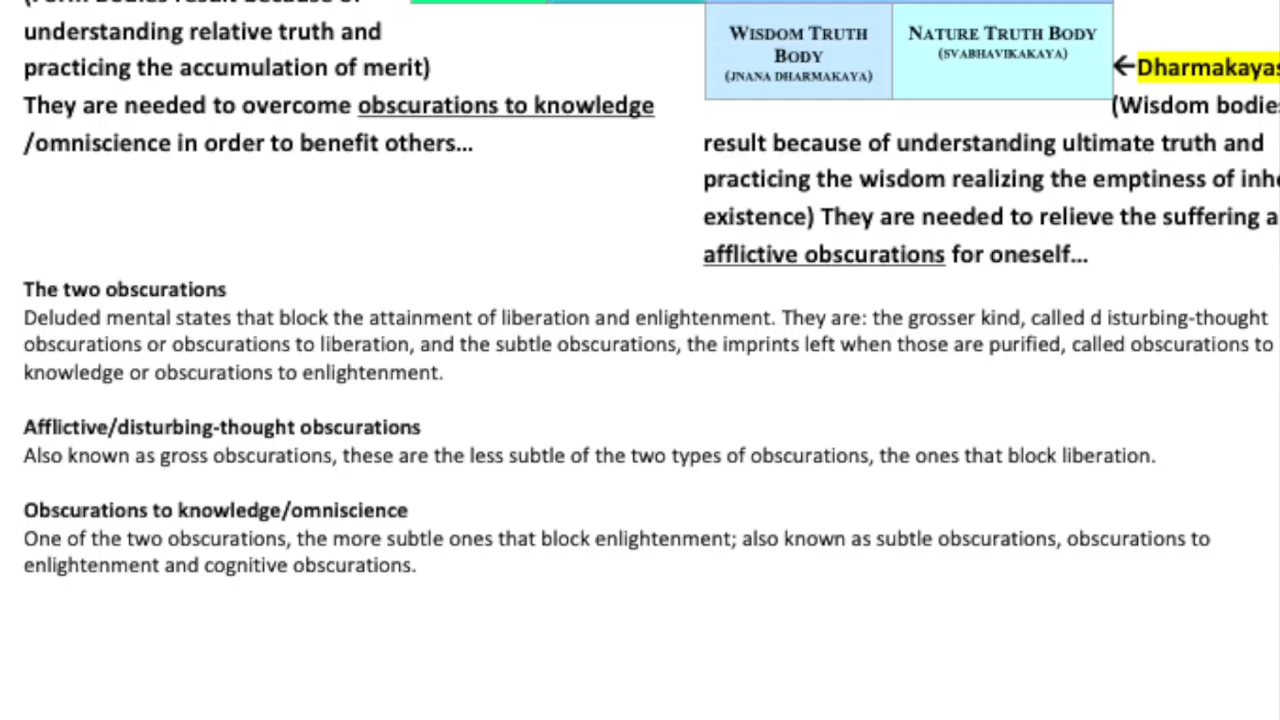 understanding relative truth and
practicing the accumulation of merit)
They are needed to overcome obscurations to knowledge
/omniscience in order to benefit others...
WISDOM TRUTH
BODY
(JNANA DHARMAKAYA)
NATURE TRUTH BODY
(SVABHAVIKAKAYA)
←Dharmakayas
(Wisdom bodies
result because of understanding ultimate truth and
practicing the wisdom realizing the emptiness of inhe
existence) They are needed to relieve the suffering a
afflictive obscurations for oneself...
The two obscurations
Deluded mental states that block the attainment of liberation and enlightenment. They are: the grosser kind, called d isturbing-thought
obscurations or obscurations to liberation, and the subtle obscurations, the imprints left when those are purified, called obscurations to
knowledge or obscurations to enlightenment.
Afflictive/disturbing-thought obscurations
Also known as gross obscurations, these are the less subtle of the two types of obscurations, the ones that block liberation.
Obscurations to knowledge/omniscience
One of the two obscurations, the more subtle ones that block enlightenment; also known as subtle obscurations, obscurations to
enlightenment and cognitive obscurations.